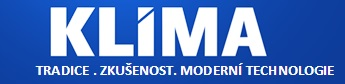 KLÍMA
TRADICE . ZKUŠENOST. MODERNÍ TECHNOLOGIE